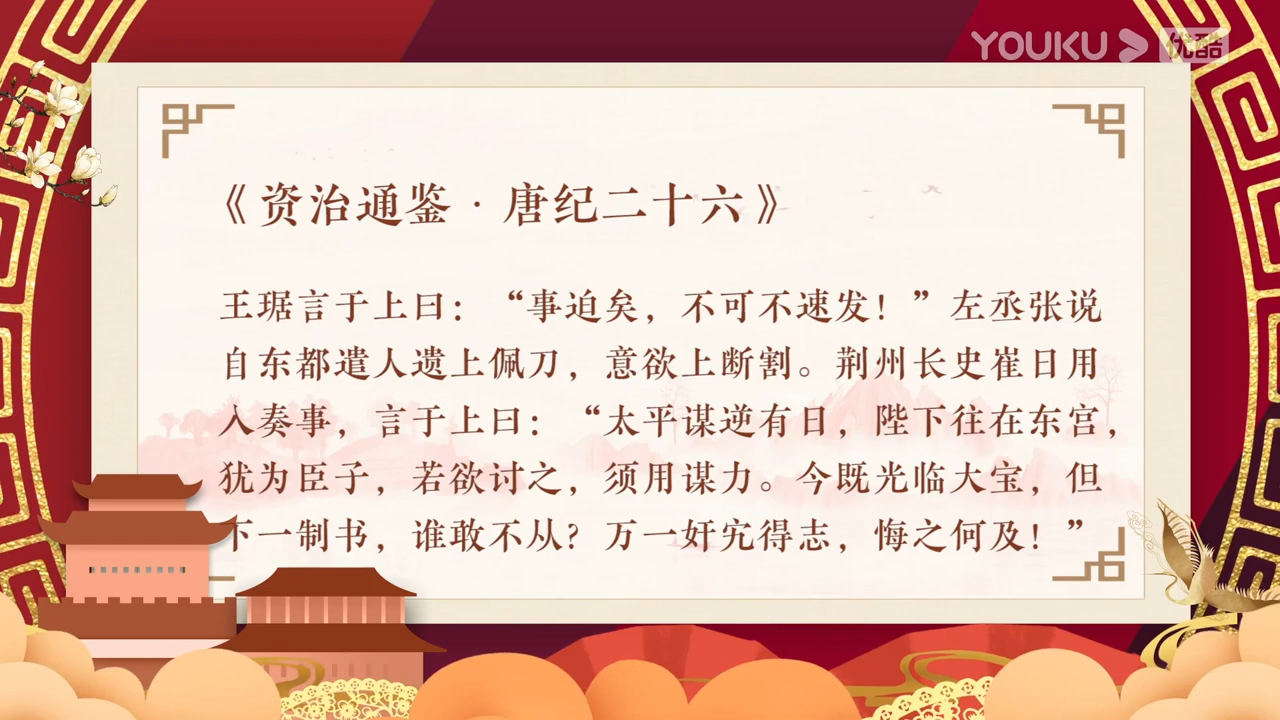 YOUKU 优酷
《资治通鉴·唐纪二十六》
王琚言于上曰：“事迫矣，不可不速发！”左丞张说
自东都遣人遗上佩刀，意欲上断割。荆州长史崔日用
入奏事，言于上曰：“太平谋逆有日，陛下往在东宫，
犹为臣子，若欲讨之，须用谋力。今既光临大宝，但
下一制书，谁敢不从？万一奸宄得志，悔之何及！”